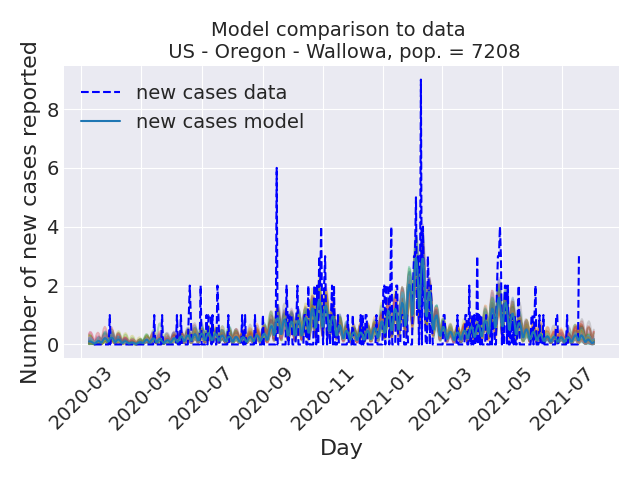 Model comparison to data
US - Oregon - Wallowa, pop. = 7208
Number of new cases reported
8
6
4
2
0
new cases data
new cases model
2020-03
2020-05
2020-07
2020-09
2020-11
2021-01
2021-03
2021-05
2021-07
Day